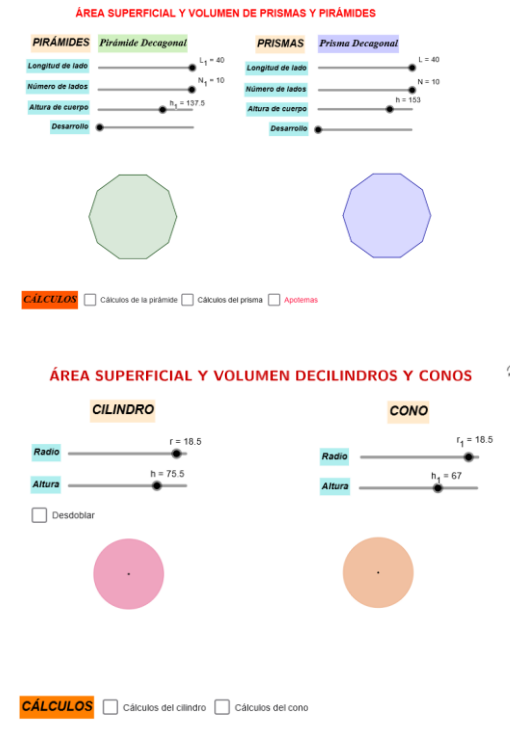 ÁREA SUPERFICIAL Y VOLUMEN DE PRISMAS Y PIRÁMIDES
PIRÁMIDES Pirámide Decagonal
Longitud de lado L₁ = 40
Número de lados N₁ = 10
Altura de cuerpo h₁ = 137.5
Desarrollo
PRISMAS Prisma Decagonal
Longitud de lado L = 40
Número de lados N = 10
Altura de cuerpo h = 153
Desarrollo
CÁLCULOS Cálculos de la pirámide Cálculos del prisma Apotemas
ÁREA SUPERFICIAL Y VOLUMEN DECILINDROS Y CONOS
CILINDRO
Radio r = 18.5
Altura h = 75.5
Desdoblar
CONO
Radio r₁ = 18.5
Altura h₁ = 67
CÁLCULOS Cálculos del cilindro Cálculos del cono